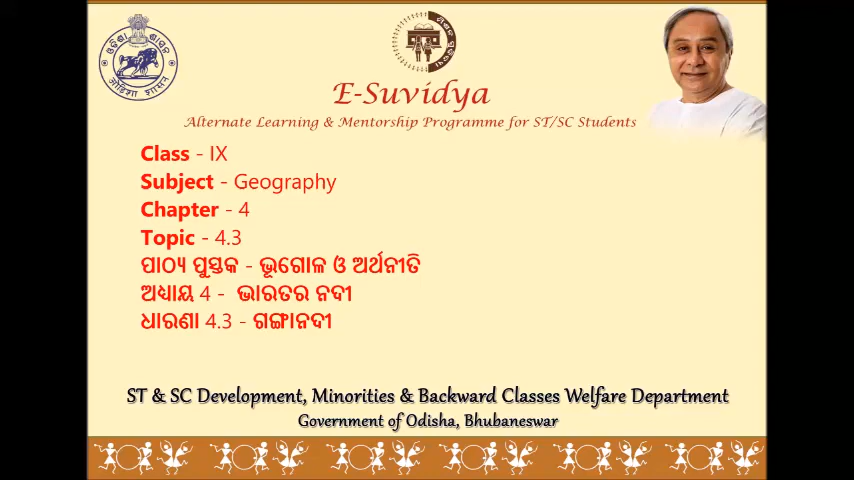 E-Suvidya
Alternate Learning & Mentorship Programme for ST/SC Students
Class - IX
Subject - Geography
Chapter - 4
Topic - 4.3
ପାଠ୍ୟ ପୁସ୍ତକ - ଭୂଗୋଳ ଓ ଅର୍ଥନୀତି
ଅଧ୍ୟାୟ 4 - ଭାରତର ନଦୀ
ଧାରଣା 4.3 - ଗଙ୍ଗାନଦୀ
ST & SC Development, Minorities & Backward Classes Welfare Department
Government of Odisha, Bhubaneswar